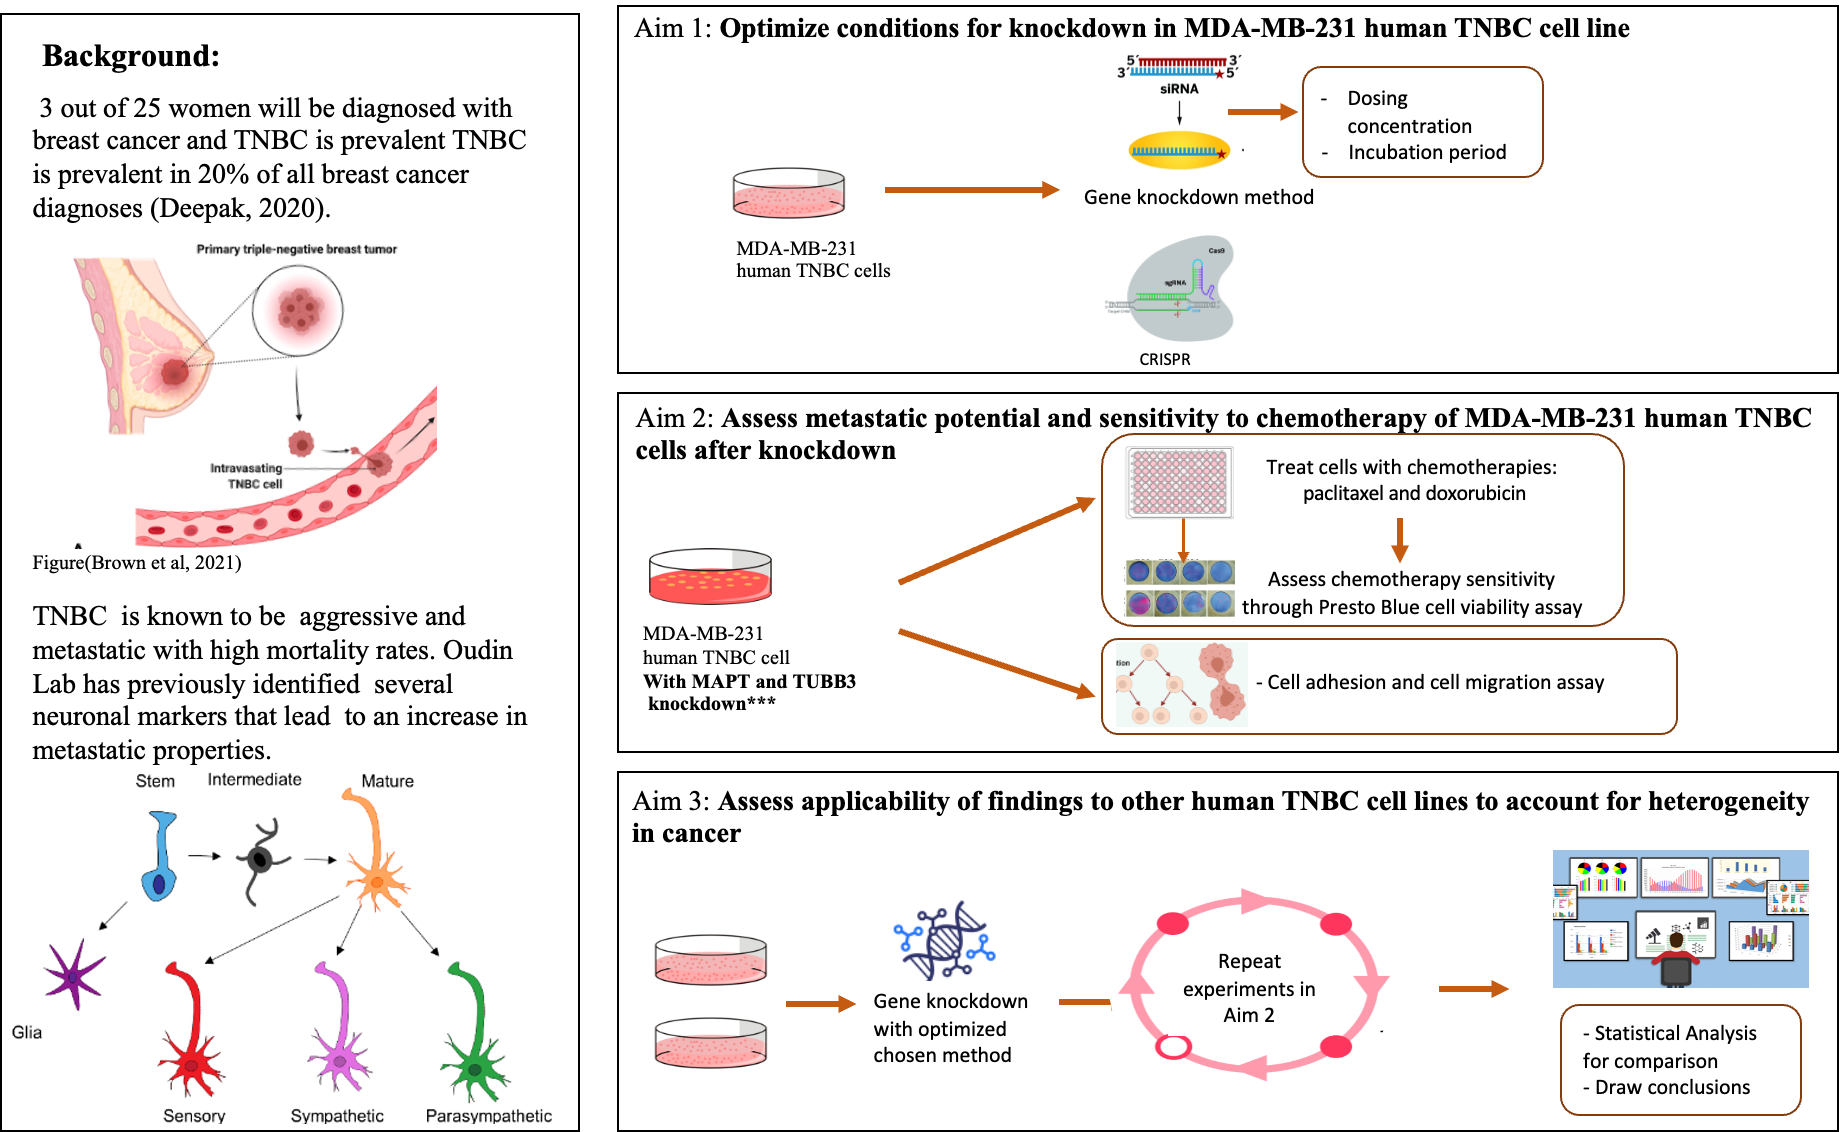 Background:
3 out of 25 women will be diagnosed with
breast cancer and TNBC is prevalent TNBC
is prevalent in 20% of all breast cancer
diagnoses (Deepak, 2020).
Primary triple-negative breast tumor
Intravasating
TNBC cell
Figure(Brown et al, 2021)
TNBC is known to be aggressive and
metastatic with high mortality rates. Oudin
Lab has previously identified several
neuronal markers that lead to an increase in
metastatic properties.
Stem
Intermediate
Mature
Glia
Sensory
Sympathetic
Parasympathetic
Aim 1: Optimize conditions for knockdown in MDA-MB-231 human TNBC cell line
5′ 3′
3′ 5′
siRNA
- Dosing
concentration
- Incubation period
Gene knockdown method
MDA-MB-231
human TNBC cells
Cas9
sgRNA
CRISPR
Aim 2: Assess metastatic potential and sensitivity to chemotherapy of MDA-MB-231 human TNBC
cells after knockdown
Treat cells with chemotherapies:
paclitaxel and doxorubicin
Assess chemotherapy sensitivity
through Presto Blue cell viability assay
MDA-MB-231
human TNBC cell
With MAPT and TUBB3
knockdown***
tion
- Cell adhesion and cell migration assay
Aim 3: Assess applicability of findings to other human TNBC cell lines to account for heterogeneity
in cancer
Gene knockdown
with optimized
chosen method
Repeat
experiments in
Aim 2
- Statistical Analysis
for comparison
- Draw conclusions